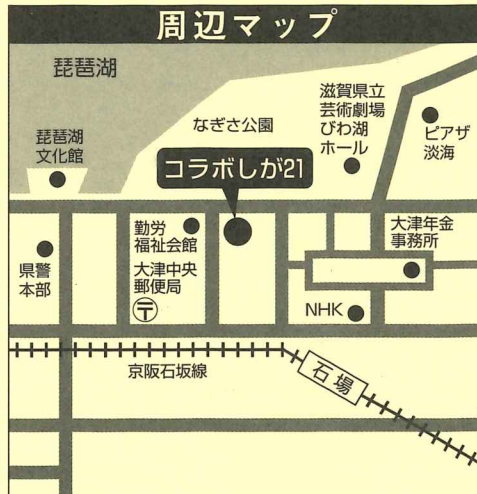 周辺マップ
琵琶湖
滋賀県立
芸術劇場
びわ湖
ホール
なぎさ公園
ピアザ
淡海
琵琶湖
文化館
コラボしが21
勤労
福祉会館
大津年金
事務所
県警
本部
大津中央
郵便局
〒
NHK
京阪石坂線
石場